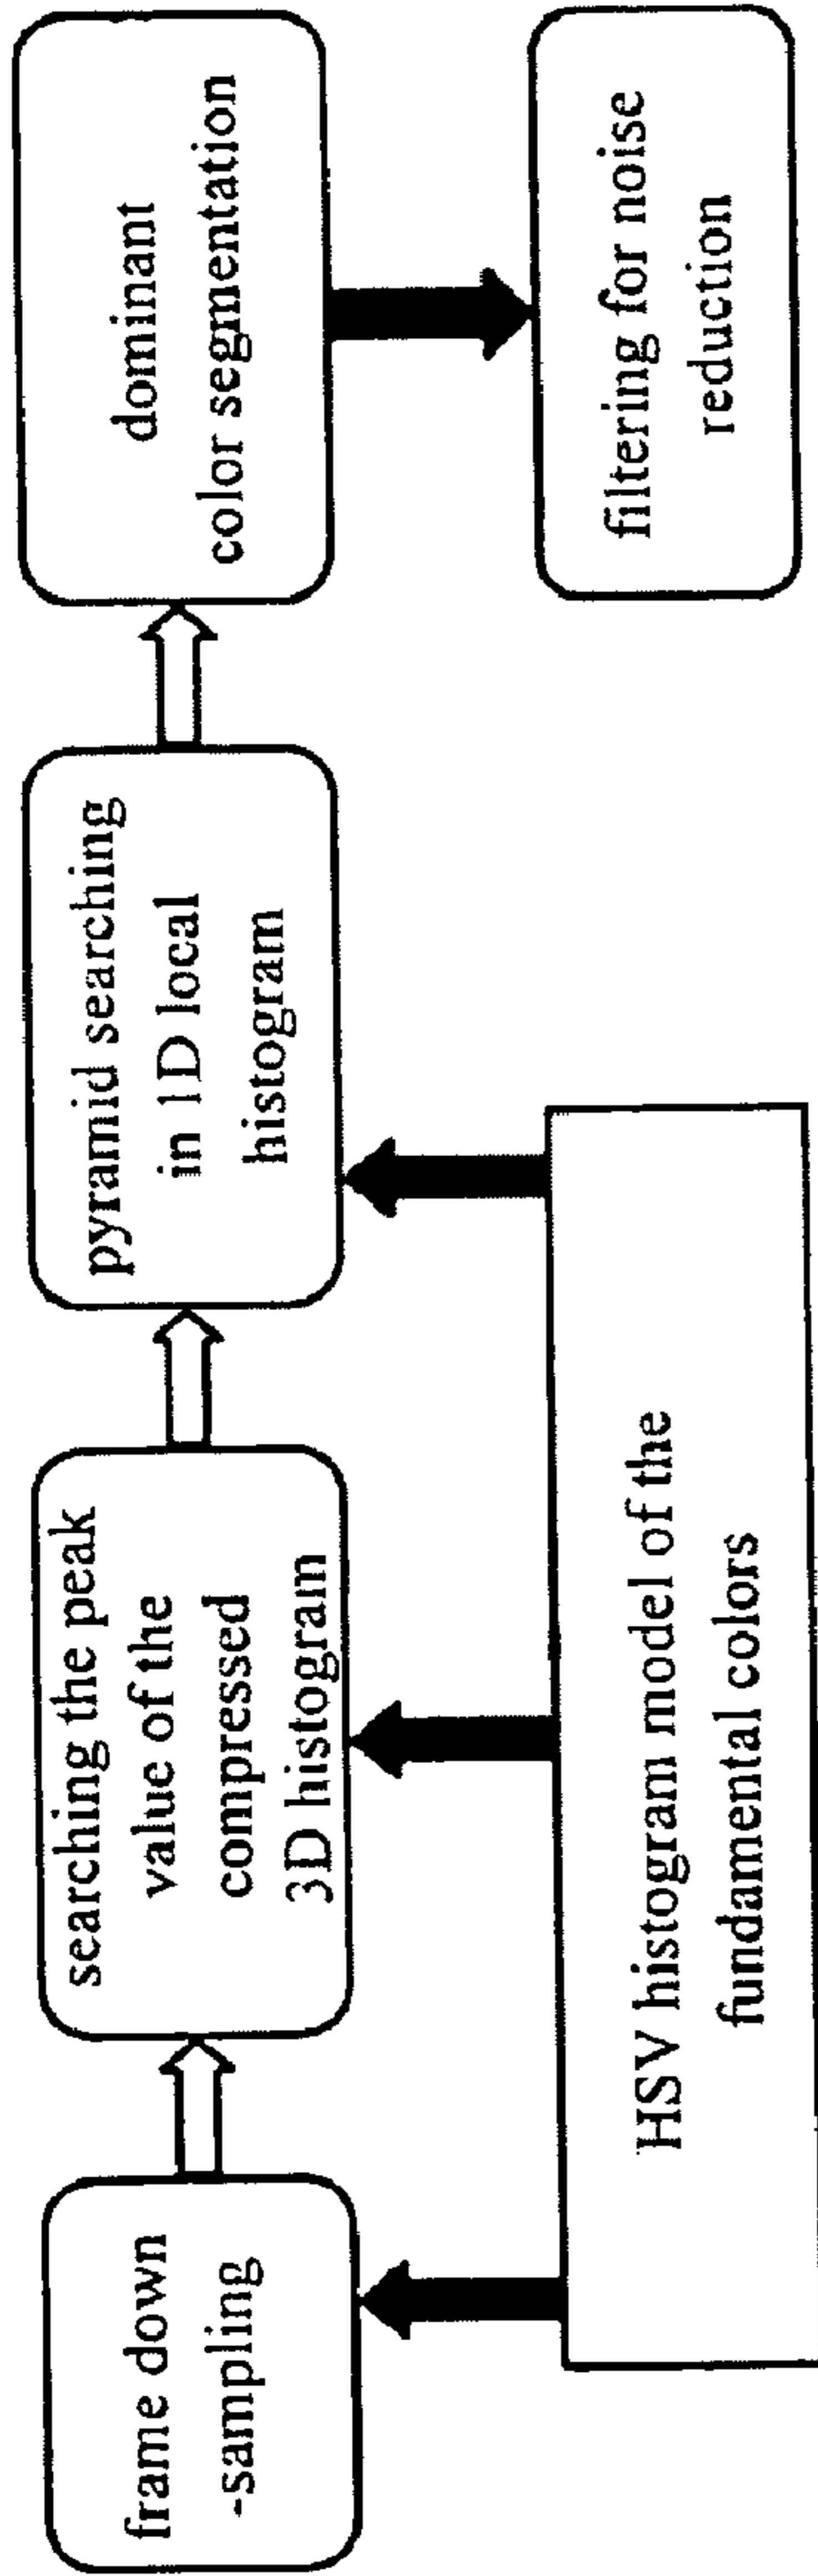 frame down
-sampling
searching the peak
value of the
compressed
3D histogram
pyramid searching
in 1D local
histogram
dominant
color segmentation
HSV histogram model of the
fundamental colors
filtering for noise
reduction